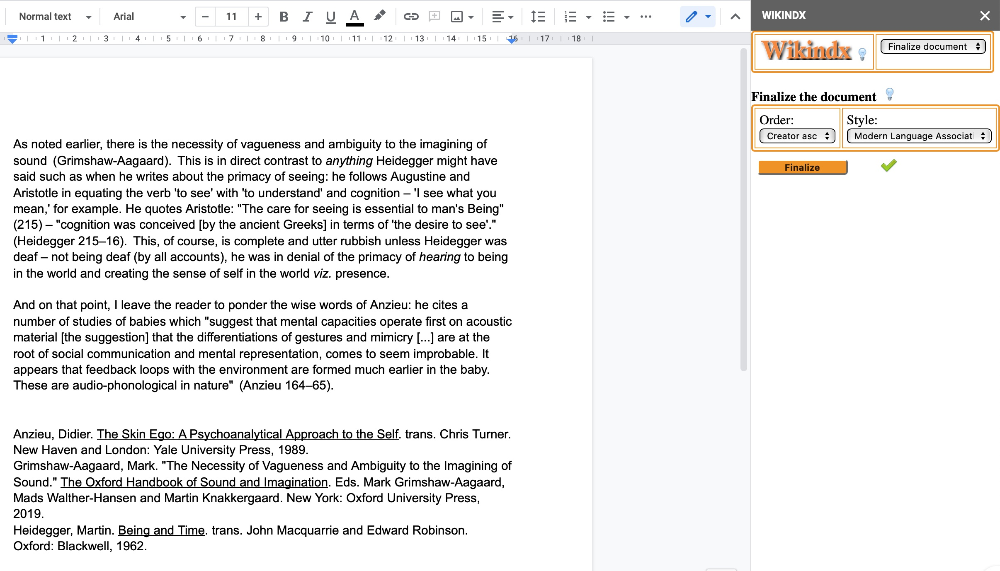 Normal text Arial – 11 + B I U A
1 2 3 4 5 6 7 8 9 10 11 12 13 14 15 16 17 18
As noted earlier, there is the necessity of vagueness and ambiguity to the imagining of
sound  (Grimshaw-Aagaard).  This is in direct contrast to anything Heidegger might have
said such as when he writes about the primacy of seeing: he follows Augustine and
Aristotle in equating the verb 'to see' with 'to understand' and cognition – 'I see what you
mean,' for example. He quotes Aristotle: "The care for seeing is essential to man's Being"
(215) – "cognition was conceived [by the ancient Greeks] in terms of 'the desire to see'."
(Heidegger 215–16).  This, of course, is complete and utter rubbish unless Heidegger was
deaf – not being deaf (by all accounts), he was in denial of the primacy of hearing to being
in the world and creating the sense of self in the world viz. presence.
And on that point, I leave the reader to ponder the wise words of Anzieu: he cites a
number of studies of babies which "suggest that mental capacities operate first on acoustic
material [the suggestion] that the differentiations of gestures and mimicry [...] are at the
root of social communication and mental representation, comes to seem improbable. It
appears that feedback loops with the environment are formed much earlier in the baby.
These are audio-phonological in nature"  (Anzieu 164–65).
Anzieu, Didier. The Skin Ego: A Psychoanalytical Approach to the Self. trans. Chris Turner.
New Haven and London: Yale University Press, 1989.
Grimshaw-Aagaard, Mark. "The Necessity of Vagueness and Ambiguity to the Imagining of
Sound." The Oxford Handbook of Sound and Imagination. Eds. Mark Grimshaw-Aagaard,
Mads Walther-Hansen and Martin Knakkergaard. New York: Oxford University Press,
2019.
Heidegger, Martin. Being and Time. trans. John Macquarrie and Edward Robinson.
Oxford: Blackwell, 1962.
WIKINDX
Wikindx
Finalize document
Finalize the document
Order:
Creator asc
Style:
Modern Language Associati
Finalize